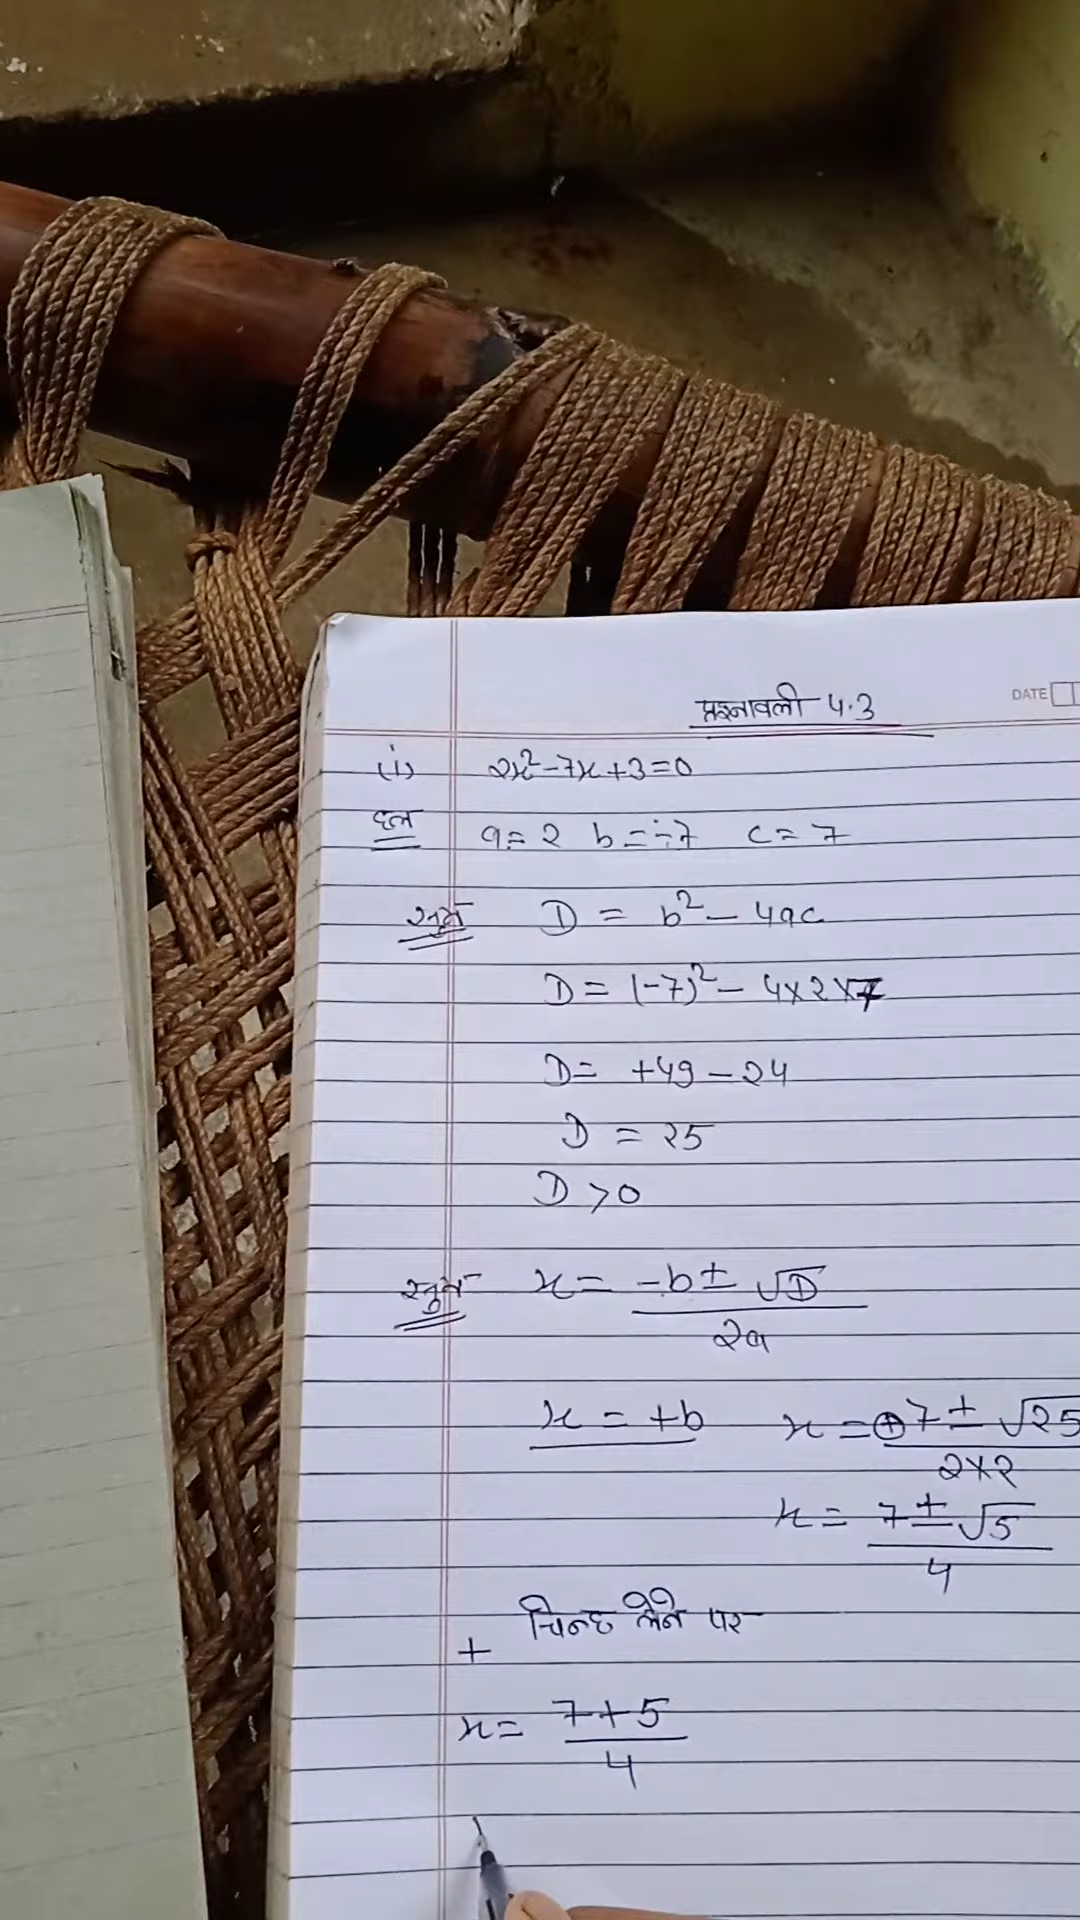 प्रश्नावली 4.3
DATE
(i) 2x²-7x+3=0
हल a=2 b=-7 c=7
सूत्र D = b²-4ac
D = (-7)²-4×2×7
D= +49-24
D = 25
D >0
सूत्र x= -b± √D / 2a
x = +b x=+7± √25 / 2×2
x= 7±√5 / 4
+ चिन्ह लेने पर
x= 7+5 / 4